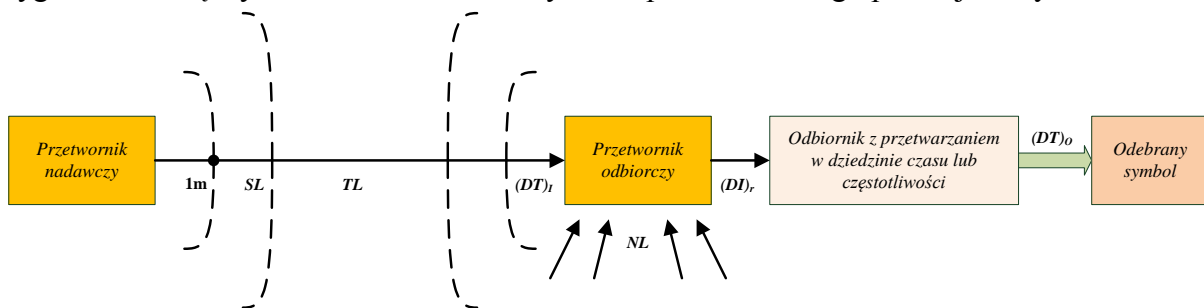 Przetwornik
nadawczy
1m
SL
TL
(DT)I
Przetwornik
odbiorczy
NL
(DI)r
Odbiornik z przetwarzaniem
w dziedzinie czasu lub
częstotliwości
(DT)O
Odebrany
symbol